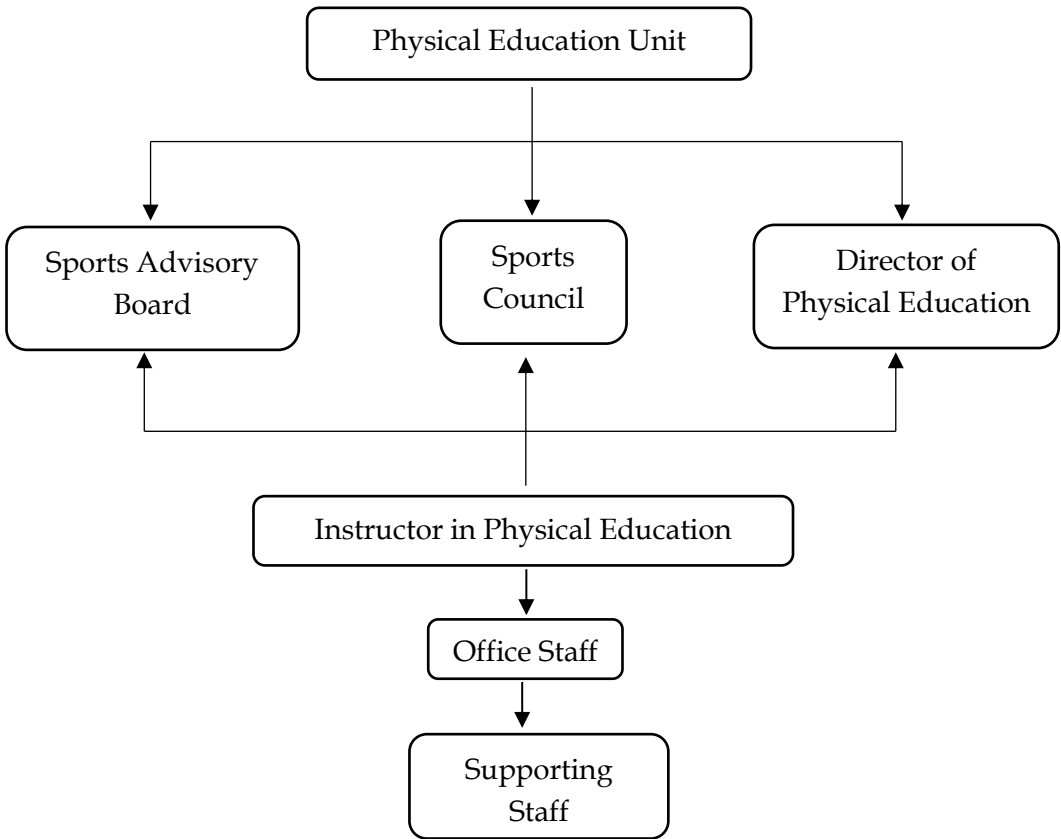 Physical Education Unit
Sports Advisory
Board
Sports
Council
Director of
Physical Education
Instructor in Physical Education
Office Staff
Supporting
Staff